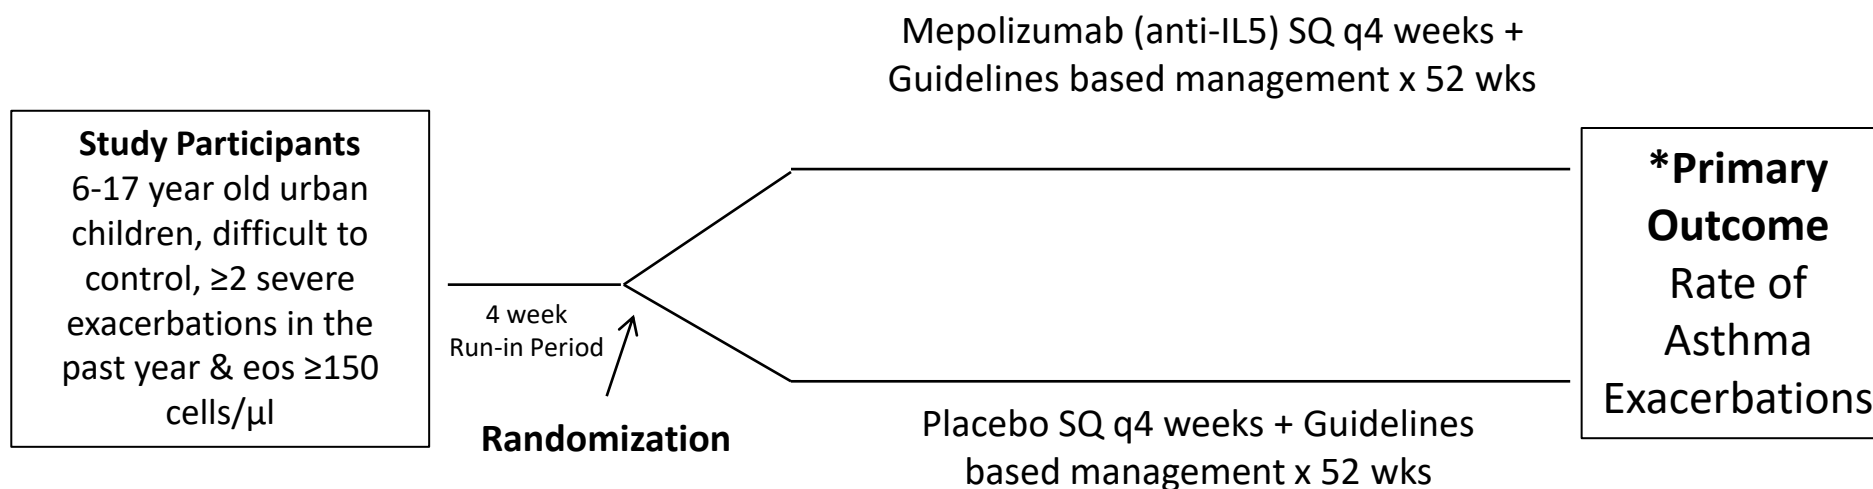 Mepolizumab (anti-IL5) SQ q4 weeks +
Guidelines based management x 52 wks
Study Participants
6-17 year old urban
children, difficult to
control, ≥2 severe
exacerbations in the
past year & eos ≥150
cells/µl
4 week
Run-in Period
Randomization
Placebo SQ q4 weeks + Guidelines
based management x 52 wks
*Primary
Outcome
Rate of
Asthma
Exacerbations